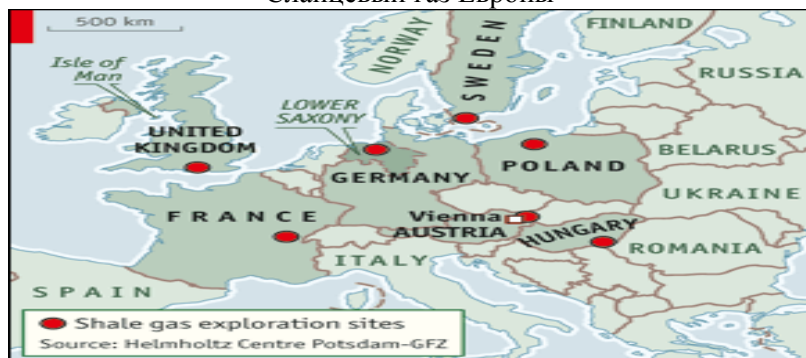 Сланцевый газ Европы
500 km
NORWAY
FINLAND
SWEDEN
RUSSIA
Isle of
Man
LOWER
SAXONY
UNITED
KINGDOM
POLAND
BELARUS
GERMANY
UKRAINE
FRANCE
Vienna
AUSTRIA
HUNGARY
ROMANIA
ITALY
SPAIN
Shale gas exploration sites
Source: Helmholtz Centre Potsdam-GFZ